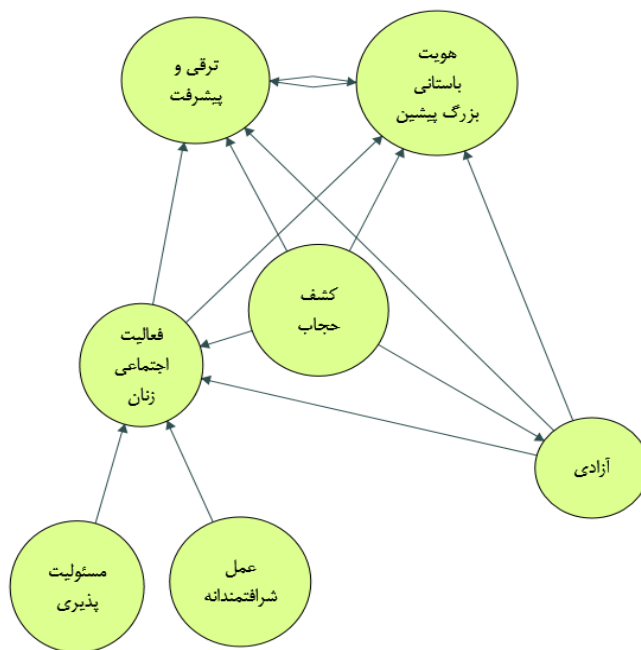 هویت
باستانی
بزرگ پیشین
ترقی و
پیشرفت
کشف
حجاب
فعالیت
اجتماعی
زنان
آزادی
عمل
شرافتمندانه
مسئولیت
پذیری